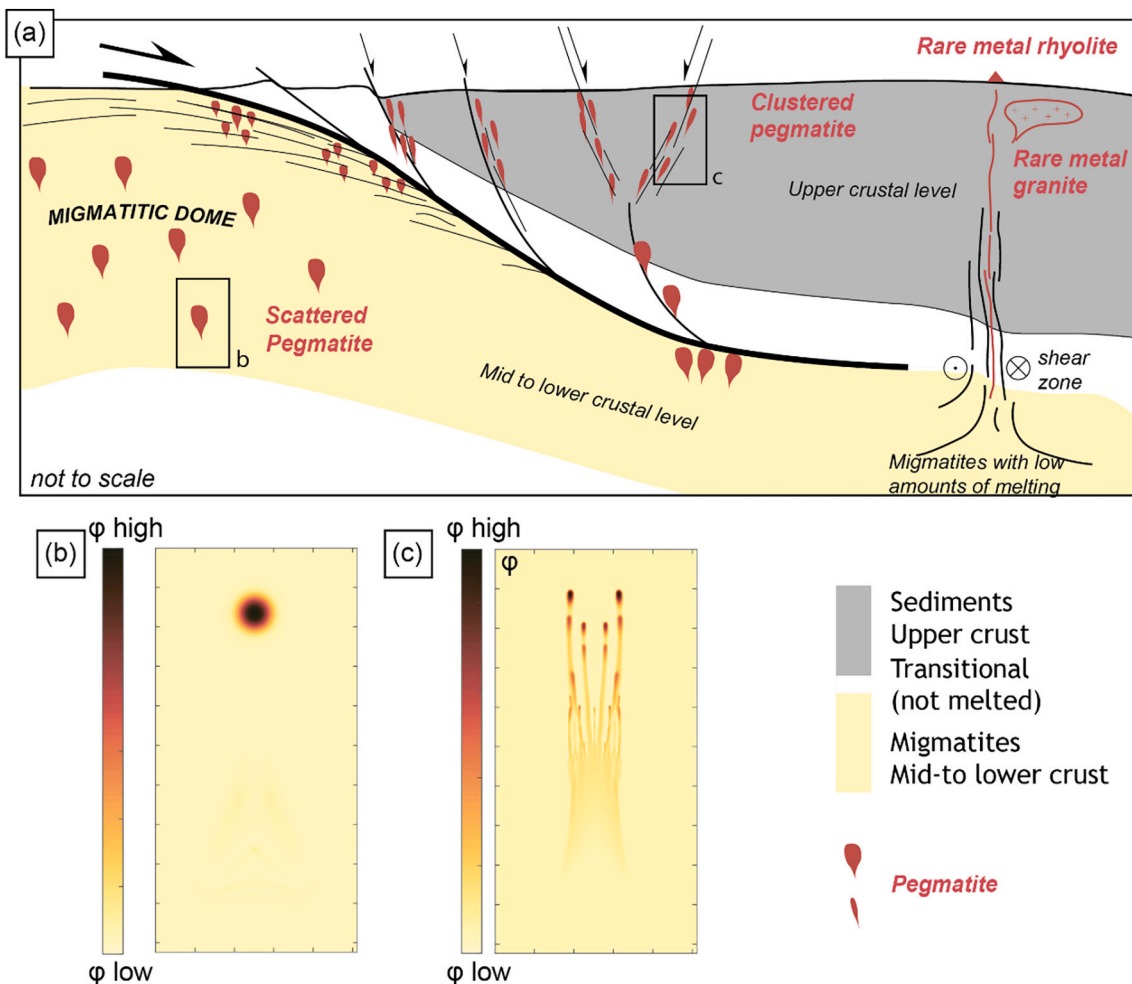 (a)
Rare metal rhyolite
Clustered
pegmatite
c
Rare metal
granite
Upper crustal level
MIGMATITIC DOME
Scattered
Pegmatite
b
Mid to lower crustal level
shear
zone
Migmatites with low
amounts of melting
not to scale
φ high
(b)
φ low
φ high
(c)
φ
φ low
Sediments
Upper crust
Transitional
(not melted)
Migmatites
Mid-to lower crust
Pegmatite